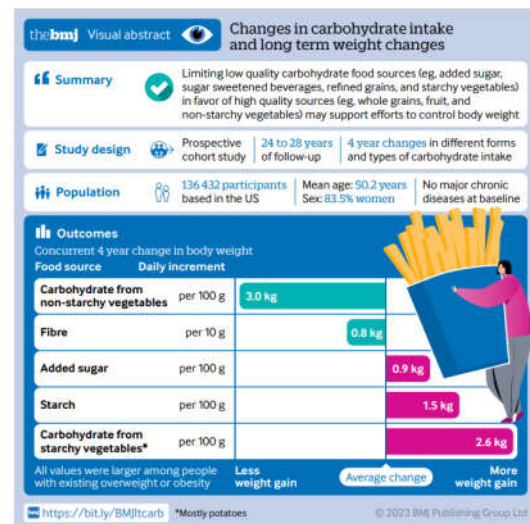 thebmj Visual abstract
Changes in carbohydrate intake
and long term weight changes
Summary
Limiting low quality carbohydrate food sources (eg, added sugar,
sugar sweetened beverages, refined grains, and starchy vegetables)
in favor of high quality sources (eg, whole grains, fruit, and
non-starchy vegetables) may support efforts to control body weight
Study design
Prospective
cohort study
24 to 28 years
of follow-up
4 year changes in different forms
and types of carbohydrate intake
Population
136 432 participants
based in the US
Mean age: 50.2 years
Sex: 83.5% women
No major chronic
diseases at baseline
Outcomes
Concurrent 4 year change in body weight
Food source Daily increment
Carbohydrate from
non-starchy vegetables
per 100 g
3.0 kg
Fibre
per 10 g
0.8 kg
Added sugar
per 100 g
0.9 kg
Starch
per 100 g
1.5 kg
Carbohydrate from
starchy vegetables*
per 100 g
2.6 kg
All values were larger among people
with existing overweight or obesity
Less
weight gain
Average change
More
weight gain
https://bit.ly/BMJltcarb
*Mostly potatoes
© 2023 BMJ Publishing Group Ltd